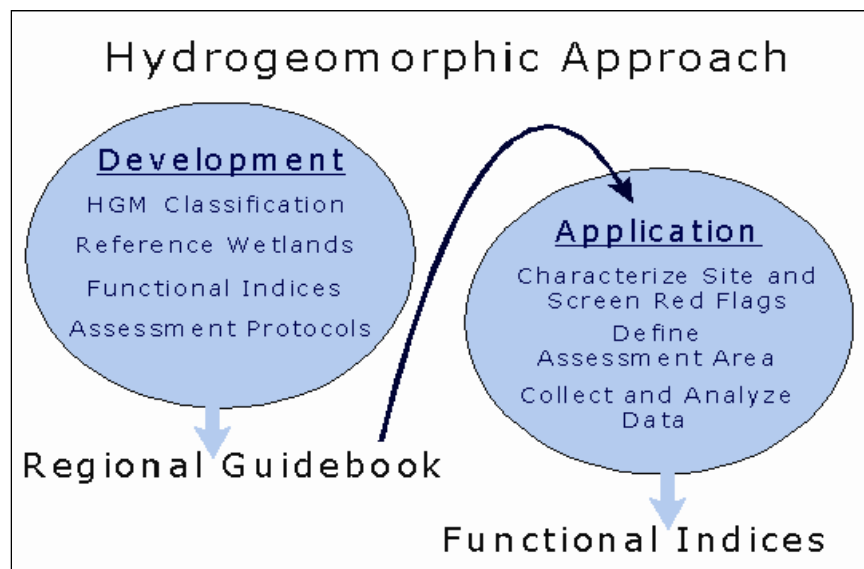 Hydrogeomorphic Approach
Development
HGM Classification
Reference Wetlands
Functional Indices
Assessment Protocols
Regional Guidebook
Application
Characterize Site and
Screen Red Flags
Define
Assessment Area
Collect and Analyze
Data
Functional Indices